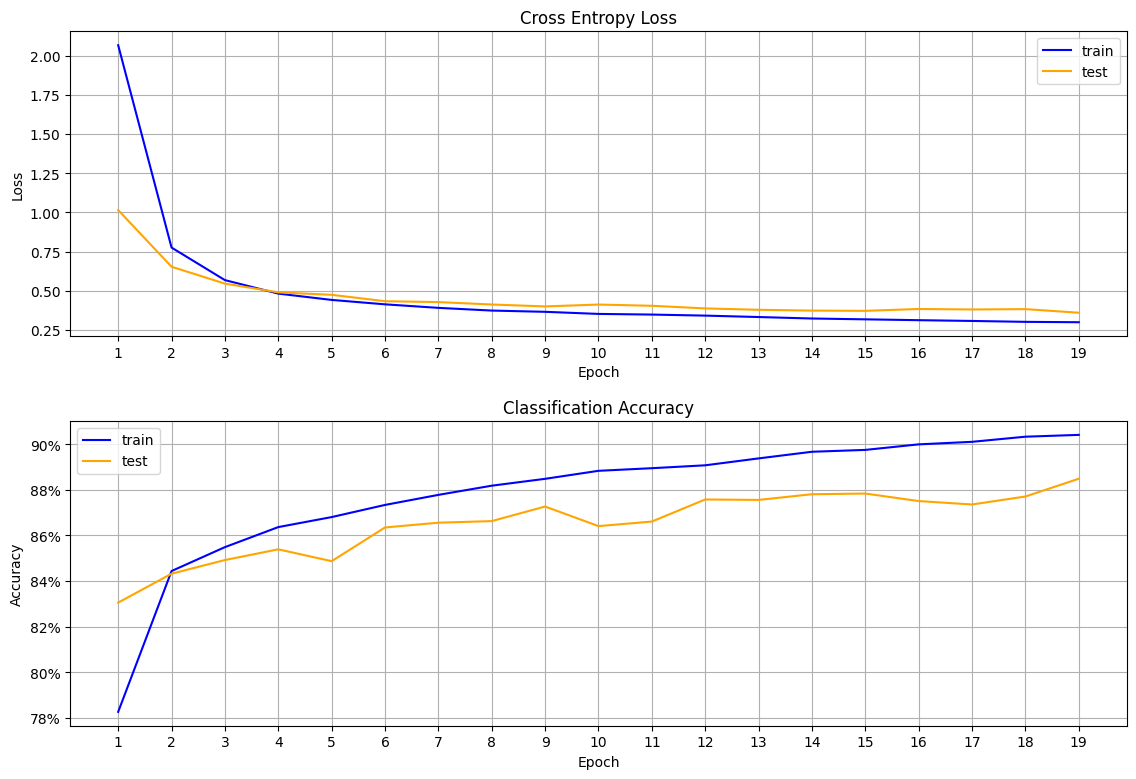 Cross Entropy Loss
train
test
2.00
1.75
1.50
1.25
1.00
0.75
0.50
0.25
Loss
1 2 3 4 5 6 7 8 9 10 11 12 13 14 15 16 17 18 19
Epoch
Classification Accuracy
train
test
90%
88%
86%
84%
82%
80%
78%
Accuracy
1 2 3 4 5 6 7 8 9 10 11 12 13 14 15 16 17 18 19
Epoch